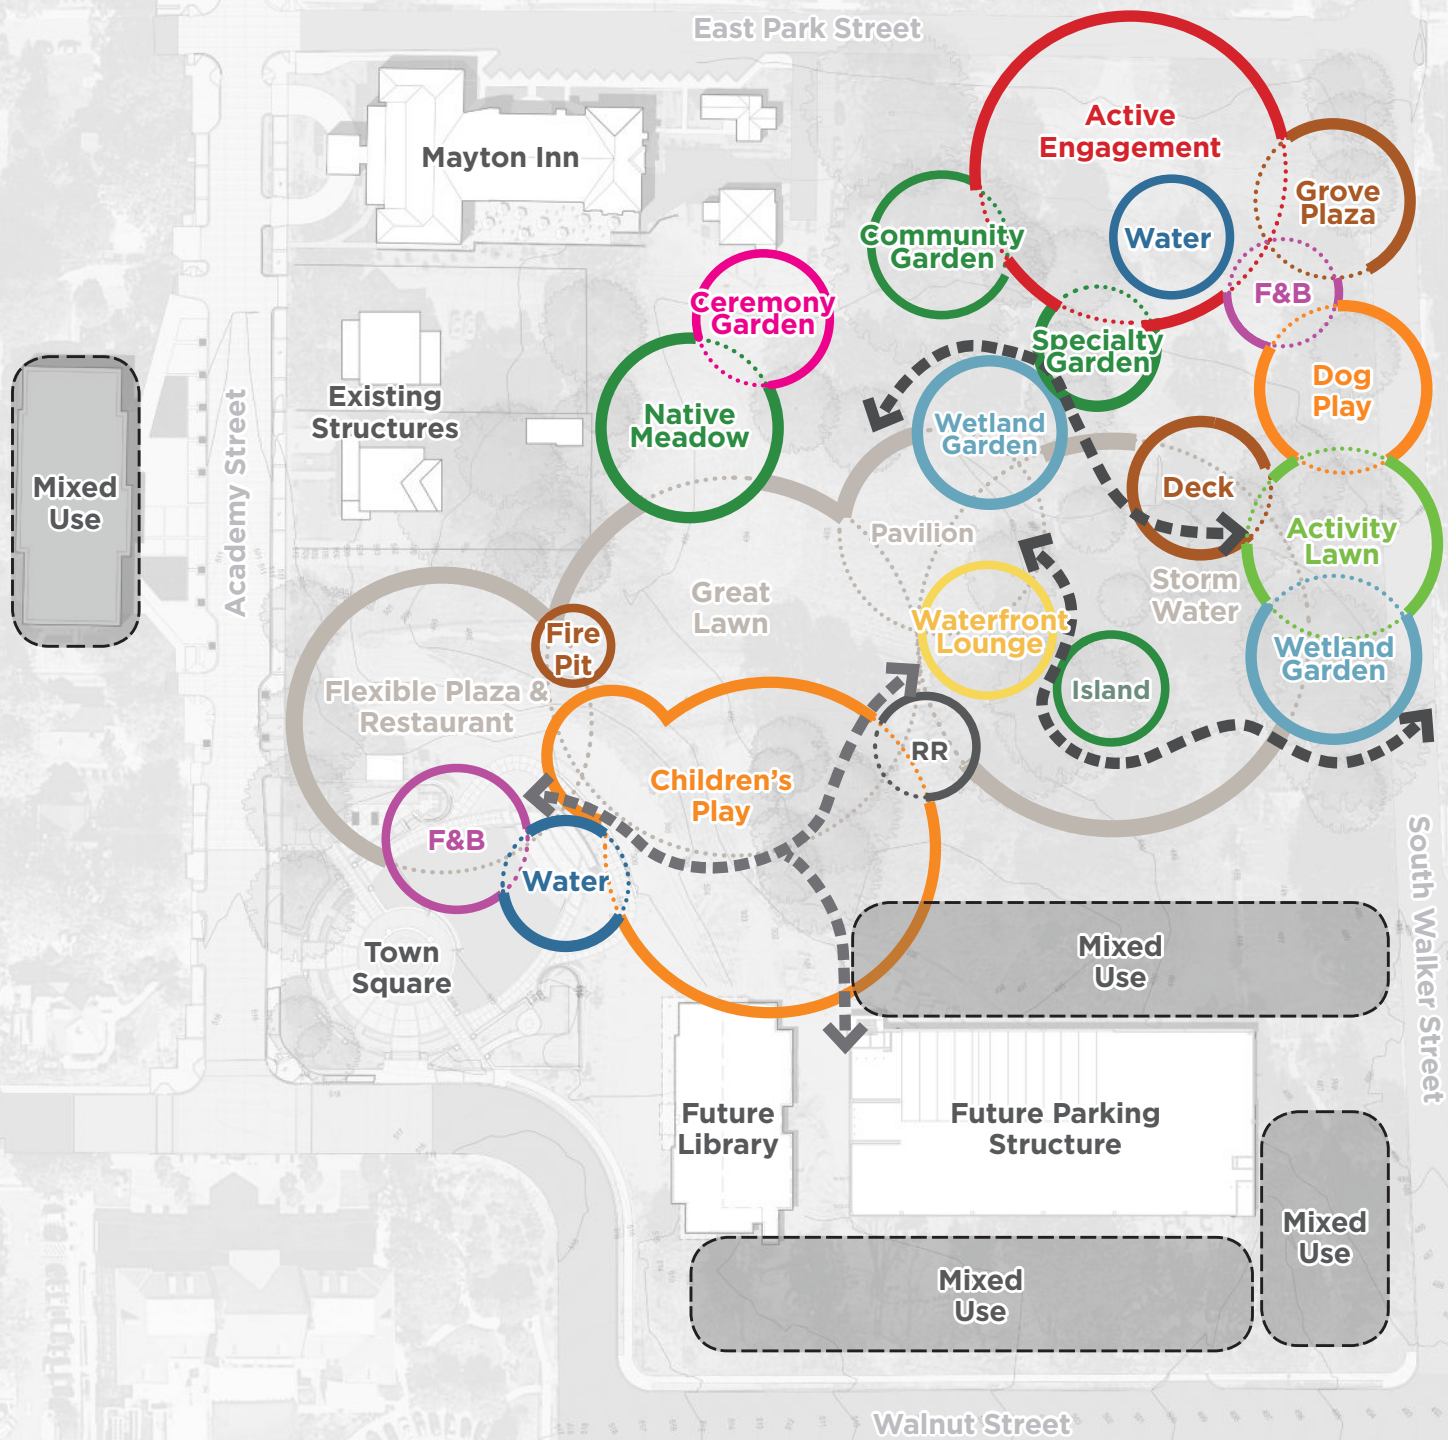 East Park Street
Active
Engagement
Mayton Inn
Grove
Plaza
Community
Garden
Water
F&B
Ceremony
Garden
Specialty
Garden
Existing
Structures
Native
Meadow
Wetland
Garden
Dog
Play
Academy Street
Mixed
Use
Deck
Pavilion
Activity
Lawn
Great
Lawn
Storm
Water
Fire
Pit
Waterfront
Lounge
Wetland
Garden
Flexible Plaza &
Restaurant
Island
RR
Children's
Play
F&B
Water
Town
Square
Mixed
Use
South Walker Street
Future
Library
Future Parking
Structure
Mixed
Use
Mixed
Use
Walnut Street